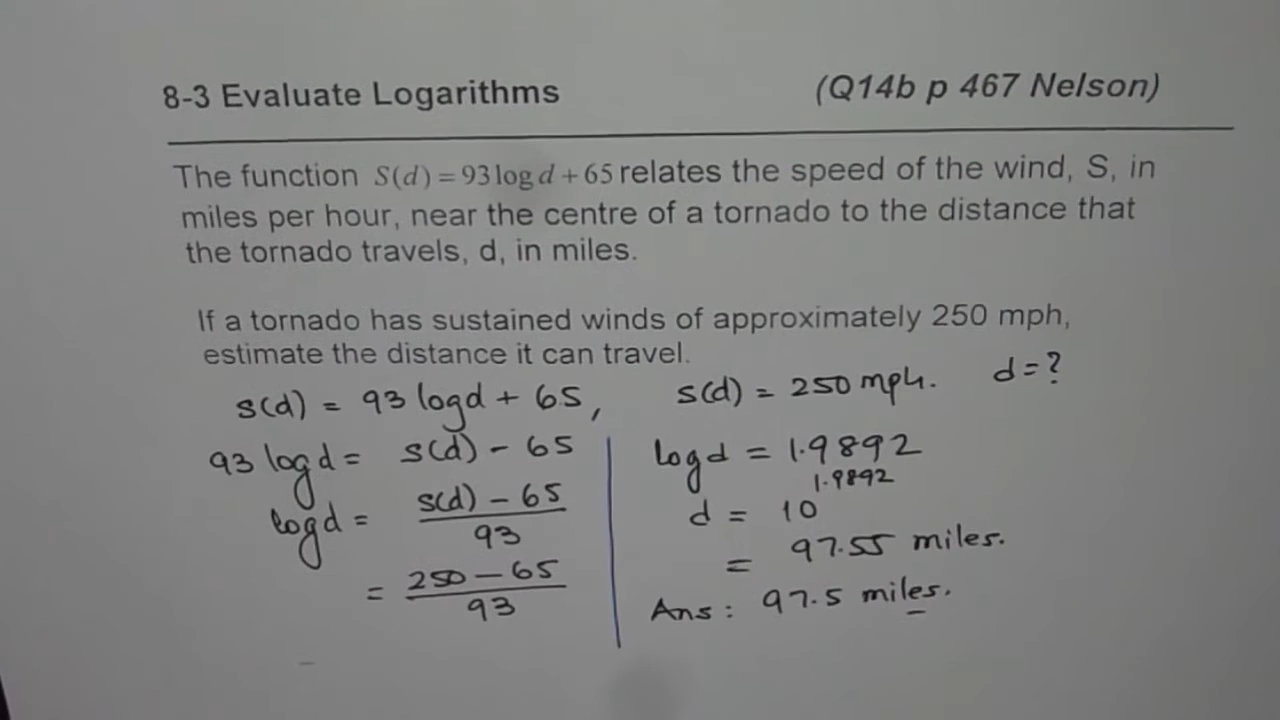 8-3 Evaluate Logarithms (Q14b p 467 Nelson)
The function S(d) = 93 log d + 65 relates the speed of the wind, S, in
miles per hour, near the centre of a tornado to the distance that
the tornado travels, d, in miles.
If a tornado has sustained winds of approximately 250 mph,
estimate the distance it can travel.
s(d) = 93 log d + 65, s(d) = 250 mph. d = ?
93 log d = s(d) - 65
log d = s(d) - 65 / 93
= 250 - 65 / 93
log d = 1.9892
d = 10^1.9892
= 97.55 miles.
Ans: 97.5 miles.